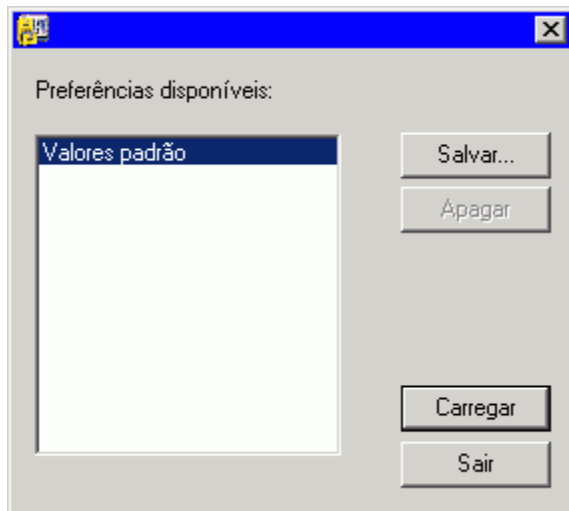 Preferências disponíveis:
Valores padrão
Salvar...
Apagar
Carregar
Sair